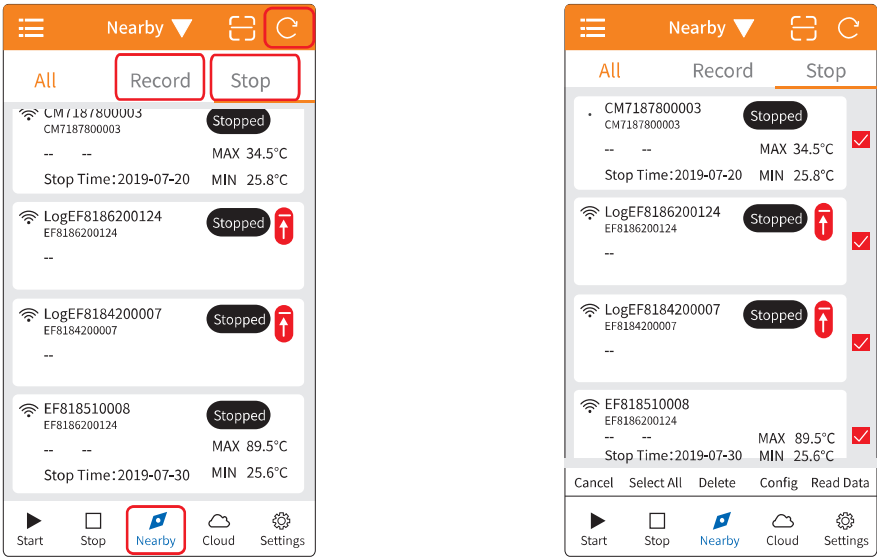 Nearby
All Record Stop
CM7187800003 Stopped
CM7187800003
-- -- MAX 34.5°C
Stop Time:2019-07-20 MIN 25.8°C
LogEF8186200124 Stopped
EF8186200124
--
LogEF8184200007 Stopped
EF8184200007
--
EF818510008 Stopped
EF8186200124
-- -- MAX 89.5°C
Stop Time:2019-07-30 MIN 25.6°C
Start Stop Nearby Cloud Settings
Nearby
All Record Stop
CM7187800003 Stopped
CM7187800003
-- -- MAX 34.5°C
Stop Time:2019-07-20 MIN 25.8°C
LogEF8186200124 Stopped
EF8186200124
--
LogEF8184200007 Stopped
EF8184200007
--
EF818510008
EF8186200124
-- -- MAX 89.5°C
Stop Time:2019-07-30 MIN 25.6°C
Cancel Select All Delete Config Read Data
Start Stop Nearby Cloud Settings